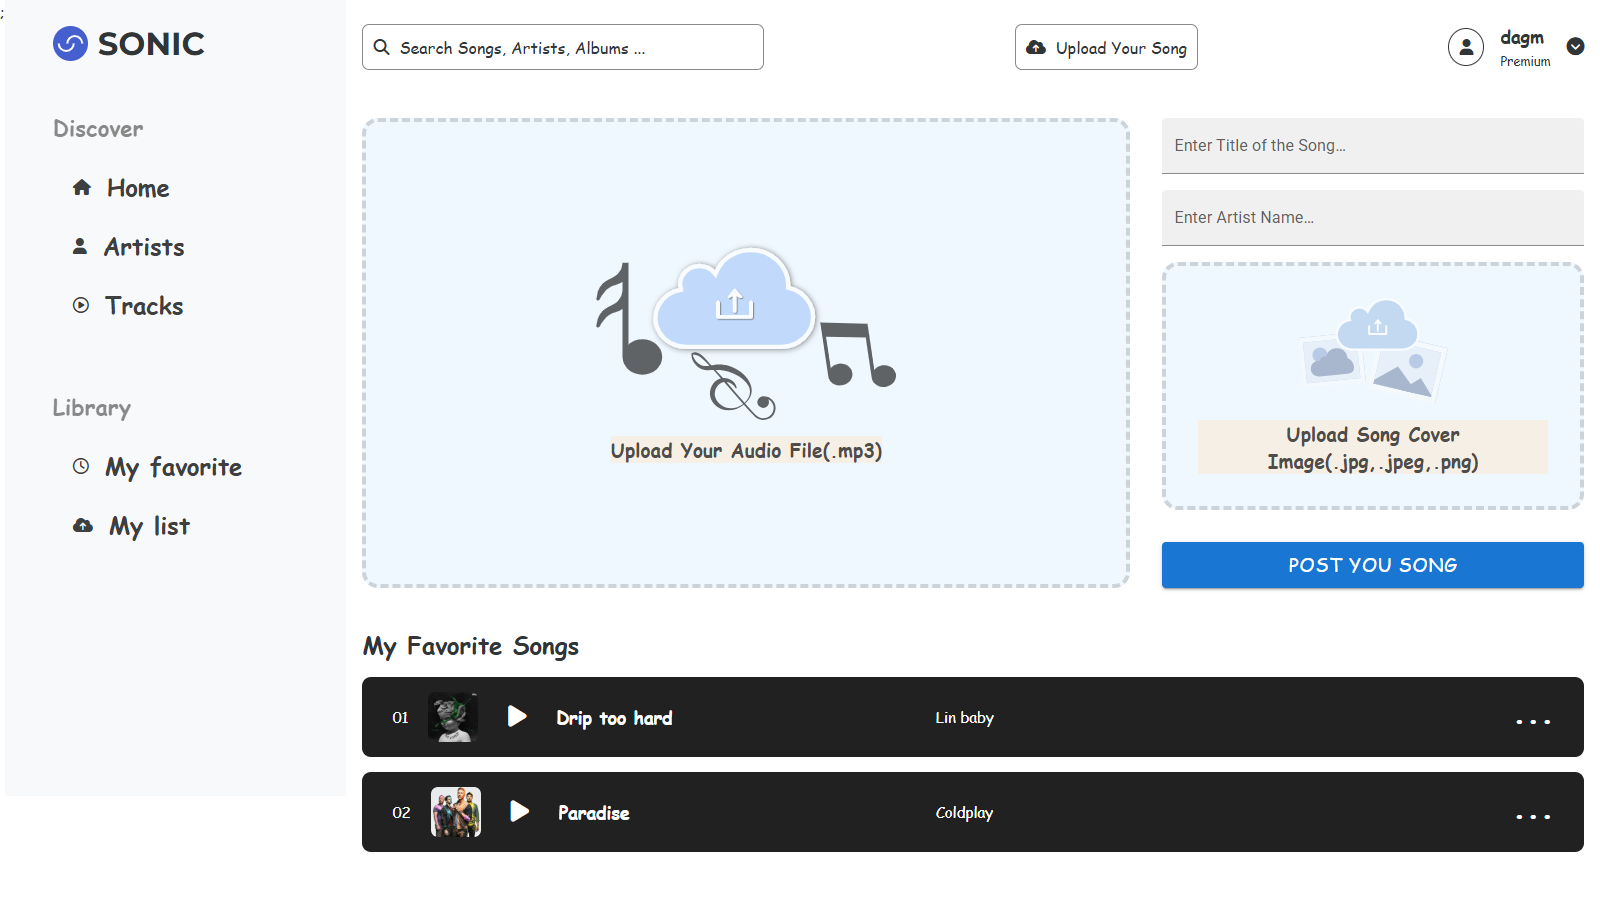 ;
SONIC
Search Songs, Artists, Albums ...
Upload Your Song
dagm
Premium
Discover
Home
Artists
Tracks
Library
My favorite
My list
Upload Your Audio File(.mp3)
Enter Title of the Song...
Enter Artist Name...
Upload Song Cover
Image(.jpg,.jpeg,.png)
POST YOU SONG
My Favorite Songs
01 Drip too hard Lin baby ...
02 Paradise Coldplay ...